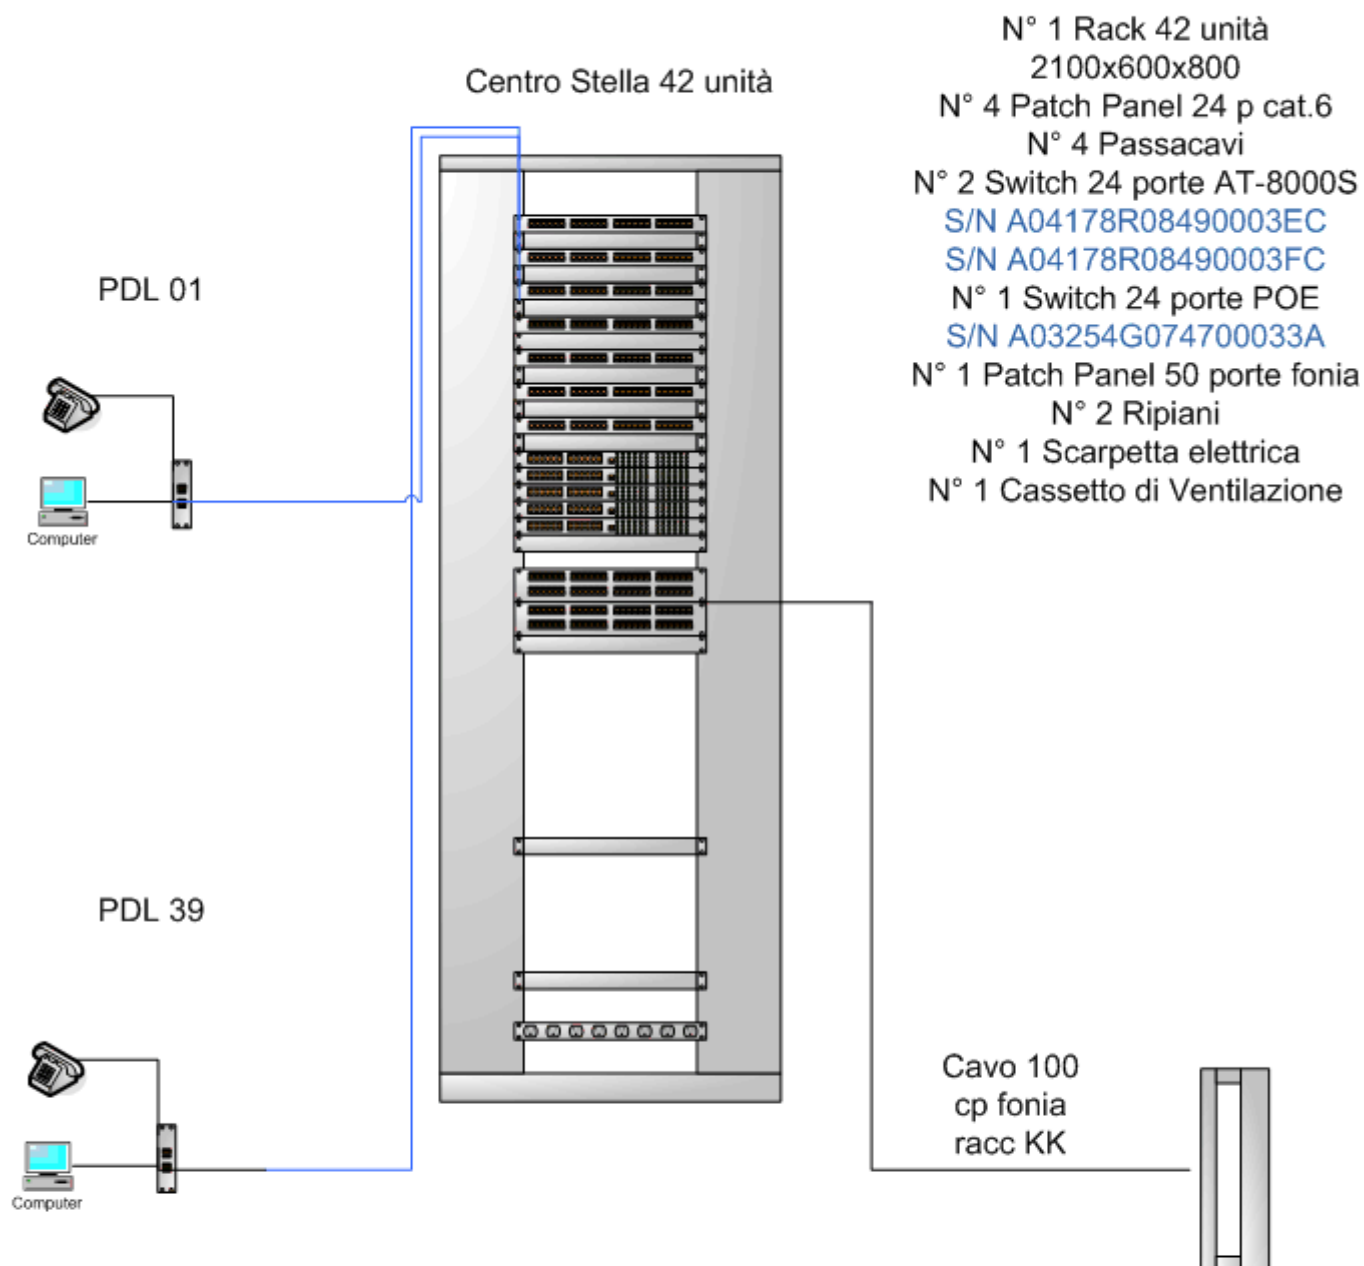 N° 1 Rack 42 unità
2100x600x800
N° 4 Patch Panel 24 p cat.6
N° 4 Passacavi
N° 2 Switch 24 porte AT-8000S
S/N A04178R08490003EC
S/N A04178R08490003FC
N° 1 Switch 24 porte POE
S/N A03254G074700033A
N° 1 Patch Panel 50 porte fonia
N° 2 Ripiani
N° 1 Scarpetta elettrica
N° 1 Cassetto di Ventilazione
Centro Stella 42 unità
PDL 01
Computer
PDL 39
Computer
Cavo 100
cp fonia
racc KK